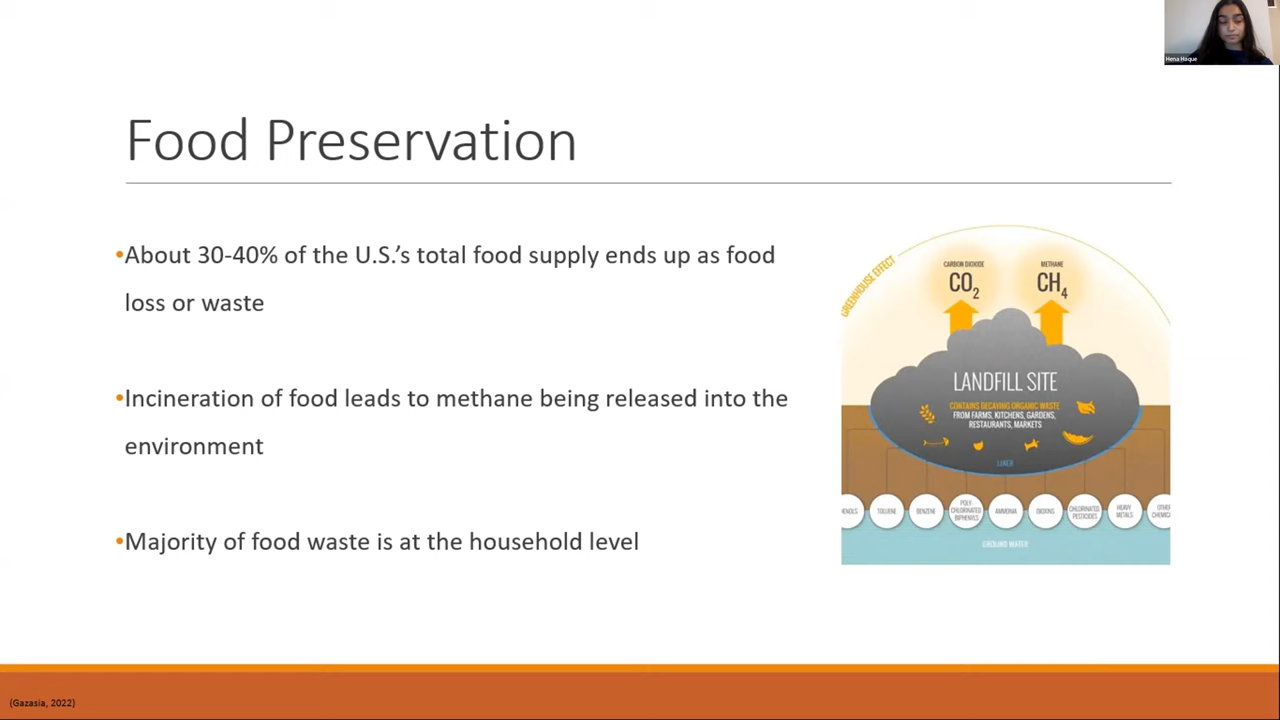 Hena Haque
Food Preservation
•About 30-40% of the U.S.'s total food supply ends up as food
loss or waste
•Incineration of food leads to methane being released into the
environment
•Majority of food waste is at the household level
GREENHOUSE EFFECT
CARBON DIOXIDE
CO2
METHANE
CH4
LANDFILL SITE
CONTAINS DECAYING ORGANIC WASTE
FROM FARMS, KITCHENS, GARDENS,
RESTAURANTS, MARKETS
LINER
TOLUENE
BENZENE
POLY-
CHLORINATED
BIPHENYLS
AMMONIA
DIOXINS
CHLORINATED
PESTICIDES
HEAVY
METALS
OTHER
GROUND WATER
(Gazasia, 2022)